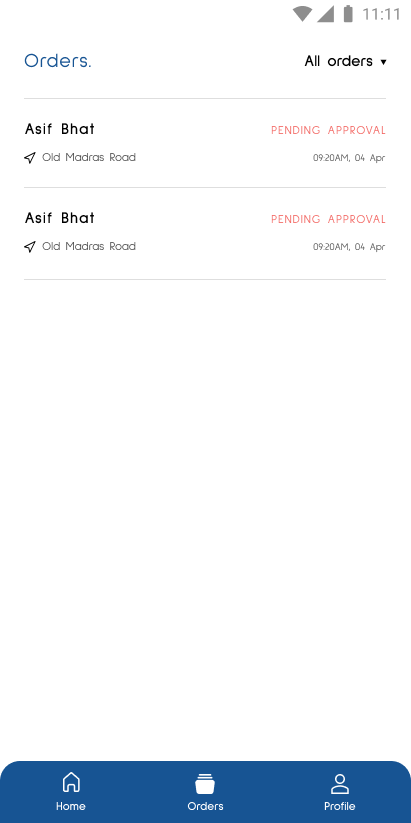 11:11
Orders.
All orders ▾
Asif Bhat
PENDING APPROVAL
Old Madras Road
09:20AM, 04 Apr
Asif Bhat
PENDING APPROVAL
Old Madras Road
09:20AM, 04 Apr
Home
Orders
Profile